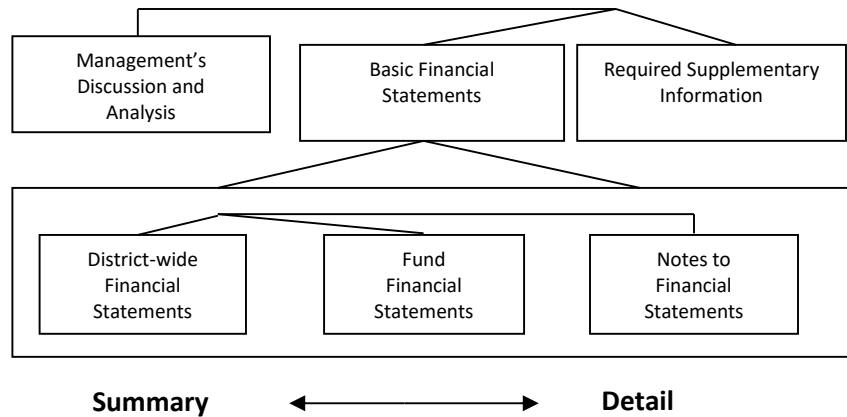 Management’s
Discussion and
Analysis
Basic Financial
Statements
Required Supplementary
Information
District-wide
Financial
Statements
Fund
Financial
Statements
Notes to
Financial
Statements
Summary
Detail